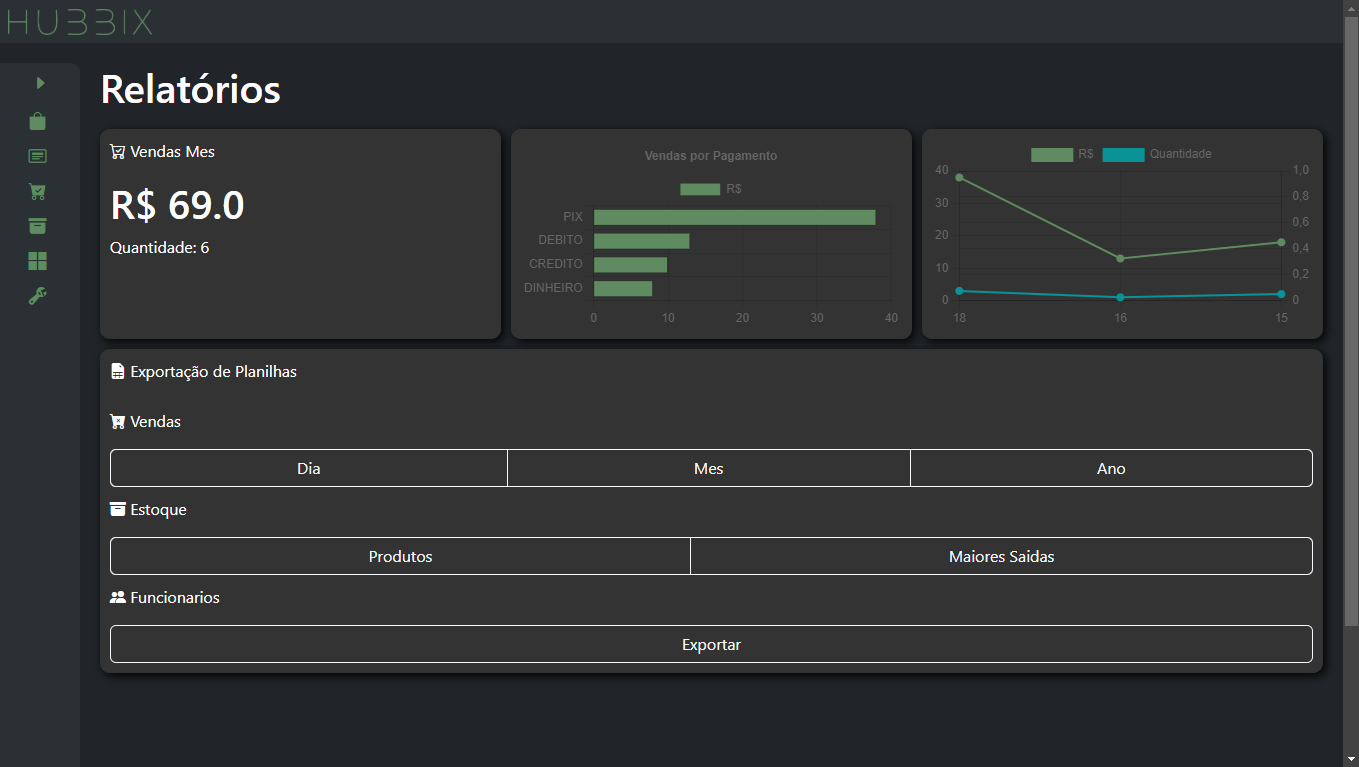 HUBBIX
Relatórios
Vendas Mes
R$ 69.0
Quantidade: 6
Vendas por Pagamento
R$
PIX
DEBITO
CREDITO
DINHEIRO
0 10 20 30 40
R$ Quantidade
40 1,0
30 0,8
20 0,6
10 0,4
0 0,2
0
18 16 15
Exportação de Planilhas
Vendas
Dia Mes Ano
Estoque
Produtos Maiores Saidas
Funcionarios
Exportar